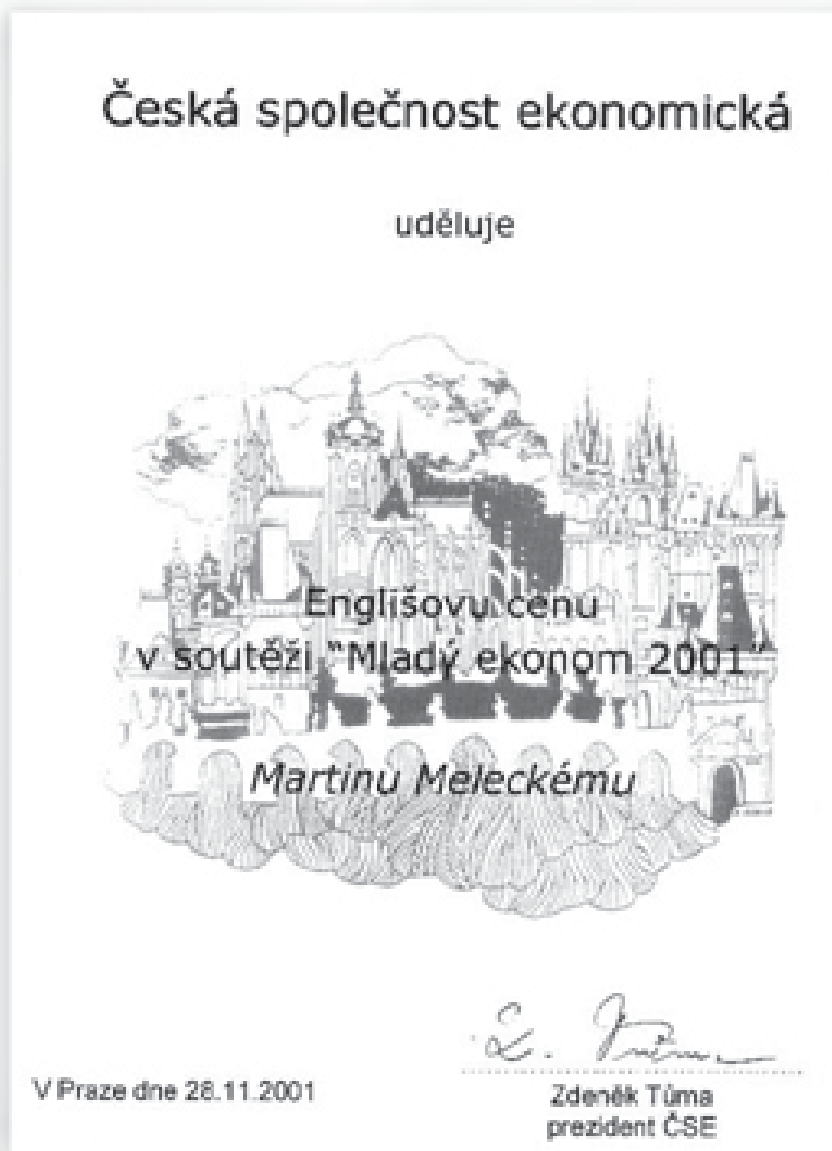 Česká společnost ekonomická
uděluje
Englišovu cenu
v soutěži "Mladý ekonom 2001"
Martinu Meleckému
Z. Tůma
V Praze dne 28.11.2001
Zdeněk Tůma
prezident ČSE